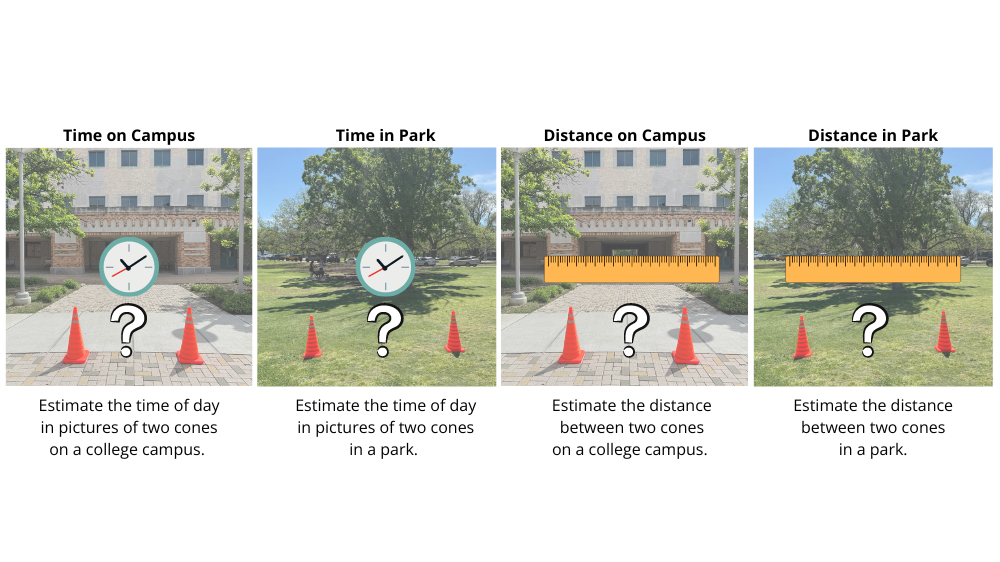 Time on Campus
Time in Park
Distance on Campus
Distance in Park
?
?
?
?
Estimate the time of day
in pictures of two cones
on a college campus.
Estimate the time of day
in pictures of two cones
in a park.
Estimate the distance
between two cones
on a college campus.
Estimate the distance
between two cones
in a park.